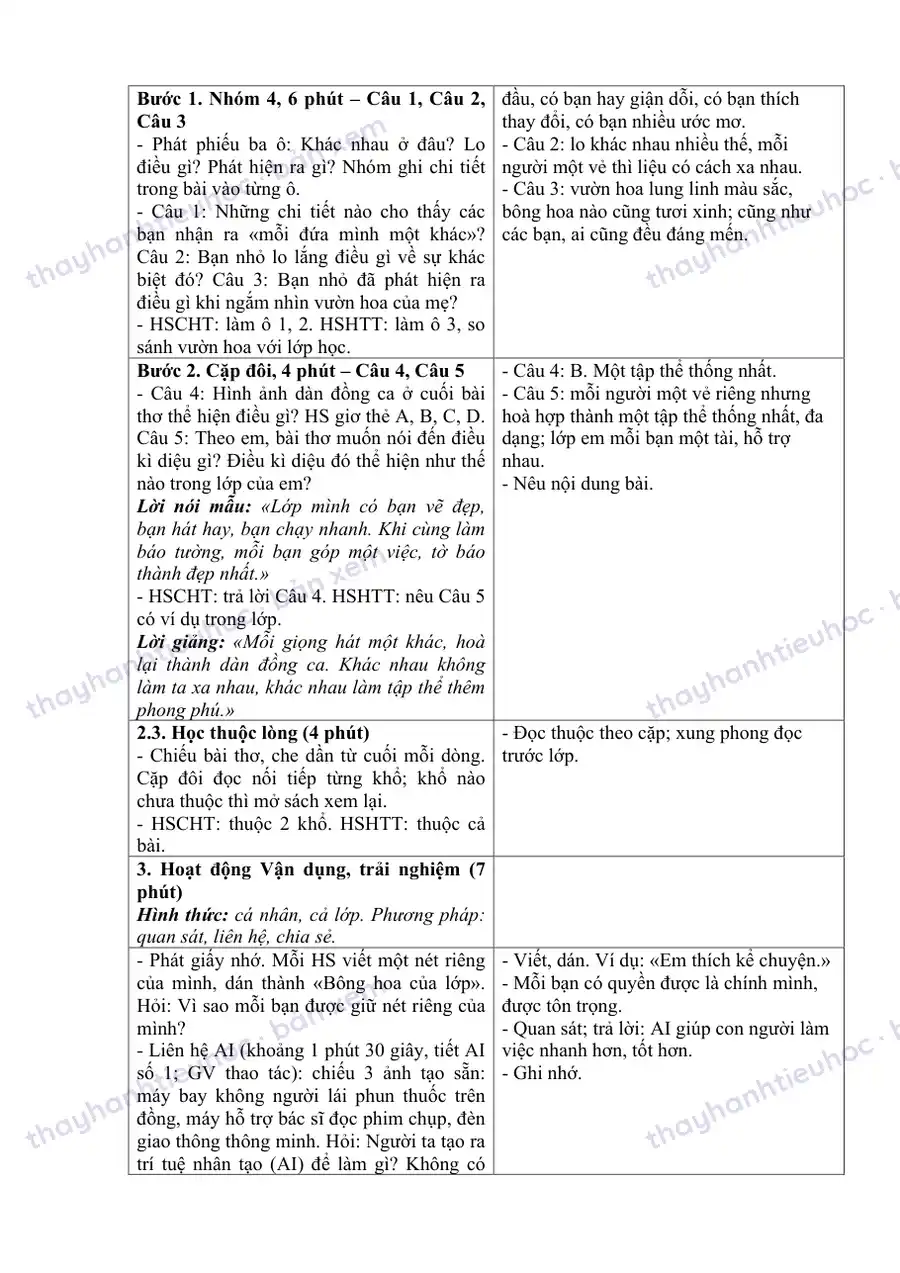 Bước 1. Nhóm 4, 6 phút – Câu 1, Câu 2,
Câu 3
- Phát phiếu ba ô: Khác nhau ở đâu? Lo
điều gì? Phát hiện ra gì? Nhóm ghi chi tiết
trong bài vào từng ô.
- Câu 1: Những chi tiết nào cho thấy các
bạn nhận ra «mỗi đứa mình một khác»?
Câu 2: Bạn nhỏ lo lắng điều gì về sự khác
biệt đó? Câu 3: Bạn nhỏ đã phát hiện ra
điều gì khi ngắm nhìn vườn hoa của mẹ?
- HSCHT: làm ô 1, 2. HSHTT: làm ô 3, so
sánh vườn hoa với lớp học.
đầu, có bạn hay giận dỗi, có bạn thích
thay đổi, có bạn nhiều ước mơ.
- Câu 2: lo khác nhau nhiều thế, mỗi
người một vẻ thì liệu có cách xa nhau.
- Câu 3: vườn hoa lung linh màu sắc,
bông hoa nào cũng tươi xinh; cũng như
các bạn, ai cũng đều đáng mến.
Bước 2. Cặp đôi, 4 phút – Câu 4, Câu 5
- Câu 4: Hình ảnh dàn đồng ca ở cuối bài
thơ thể hiện điều gì? HS giơ thẻ A, B, C, D.
Câu 5: Theo em, bài thơ muốn nói đến điều
kì diệu gì? Điều kì diệu đó thể hiện như thế
nào trong lớp của em?
Lời nói mẫu: «Lớp mình có bạn vẽ đẹp,
bạn hát hay, bạn chạy nhanh. Khi cùng làm
báo tường, mỗi bạn góp một việc, tờ báo
thành đẹp nhất.»
- HSCHT: trả lời Câu 4. HSHTT: nêu Câu 5
có ví dụ trong lớp.
Lời giảng: «Mỗi giọng hát một khác, hoà
lại thành dàn đồng ca. Khác nhau không
làm ta xa nhau, khác nhau làm tập thể thêm
phong phú.»
- Câu 4: B. Một tập thể thống nhất.
- Câu 5: mỗi người một vẻ riêng nhưng
hoà hợp thành một tập thể thống nhất, đa
dạng; lớp em mỗi bạn một tài, hỗ trợ
nhau.
- Nêu nội dung bài.
2.3. Học thuộc lòng (4 phút)
- Chiếu bài thơ, che dần từ cuối mỗi dòng.
Cặp đôi đọc nối tiếp từng khổ; khổ nào
chưa thuộc thì mở sách xem lại.
- HSCHT: thuộc 2 khổ. HSHTT: thuộc cả
bài.
- Đọc thuộc theo cặp; xung phong đọc
trước lớp.
3. Hoạt động Vận dụng, trải nghiệm (7
phút)
Hình thức: cá nhân, cả lớp. Phương pháp:
quan sát, liên hệ, chia sẻ.
- Phát giấy nhớ. Mỗi HS viết một nét riêng
của mình, dán thành «Bông hoa của lớp».
Hỏi: Vì sao mỗi bạn được giữ nét riêng của
mình?
- Liên hệ AI (khoảng 1 phút 30 giây, tiết AI
số 1; GV thao tác): chiếu 3 ảnh tạo sẵn:
máy bay không người lái phun thuốc trên
đồng, máy hỗ trợ bác sĩ đọc phim chụp, đèn
giao thông thông minh. Hỏi: Người ta tạo ra
trí tuệ nhân tạo (AI) để làm gì? Không có
- Viết, dán. Ví dụ: «Em thích kể chuyện.»
- Mỗi bạn có quyền được là chính mình,
được tôn trọng.
- Quan sát; trả lời: AI giúp con người làm
việc nhanh hơn, tốt hơn.
- Ghi nhớ.
thayhanhtieuhoc · bản xem
thayhanhtieuhoc · b
thayhanhtieuhoc · bản xem
thayhanhtieuhoc · b
thayhanhtieuhoc · bản xem
thayhanhtieuhoc · b